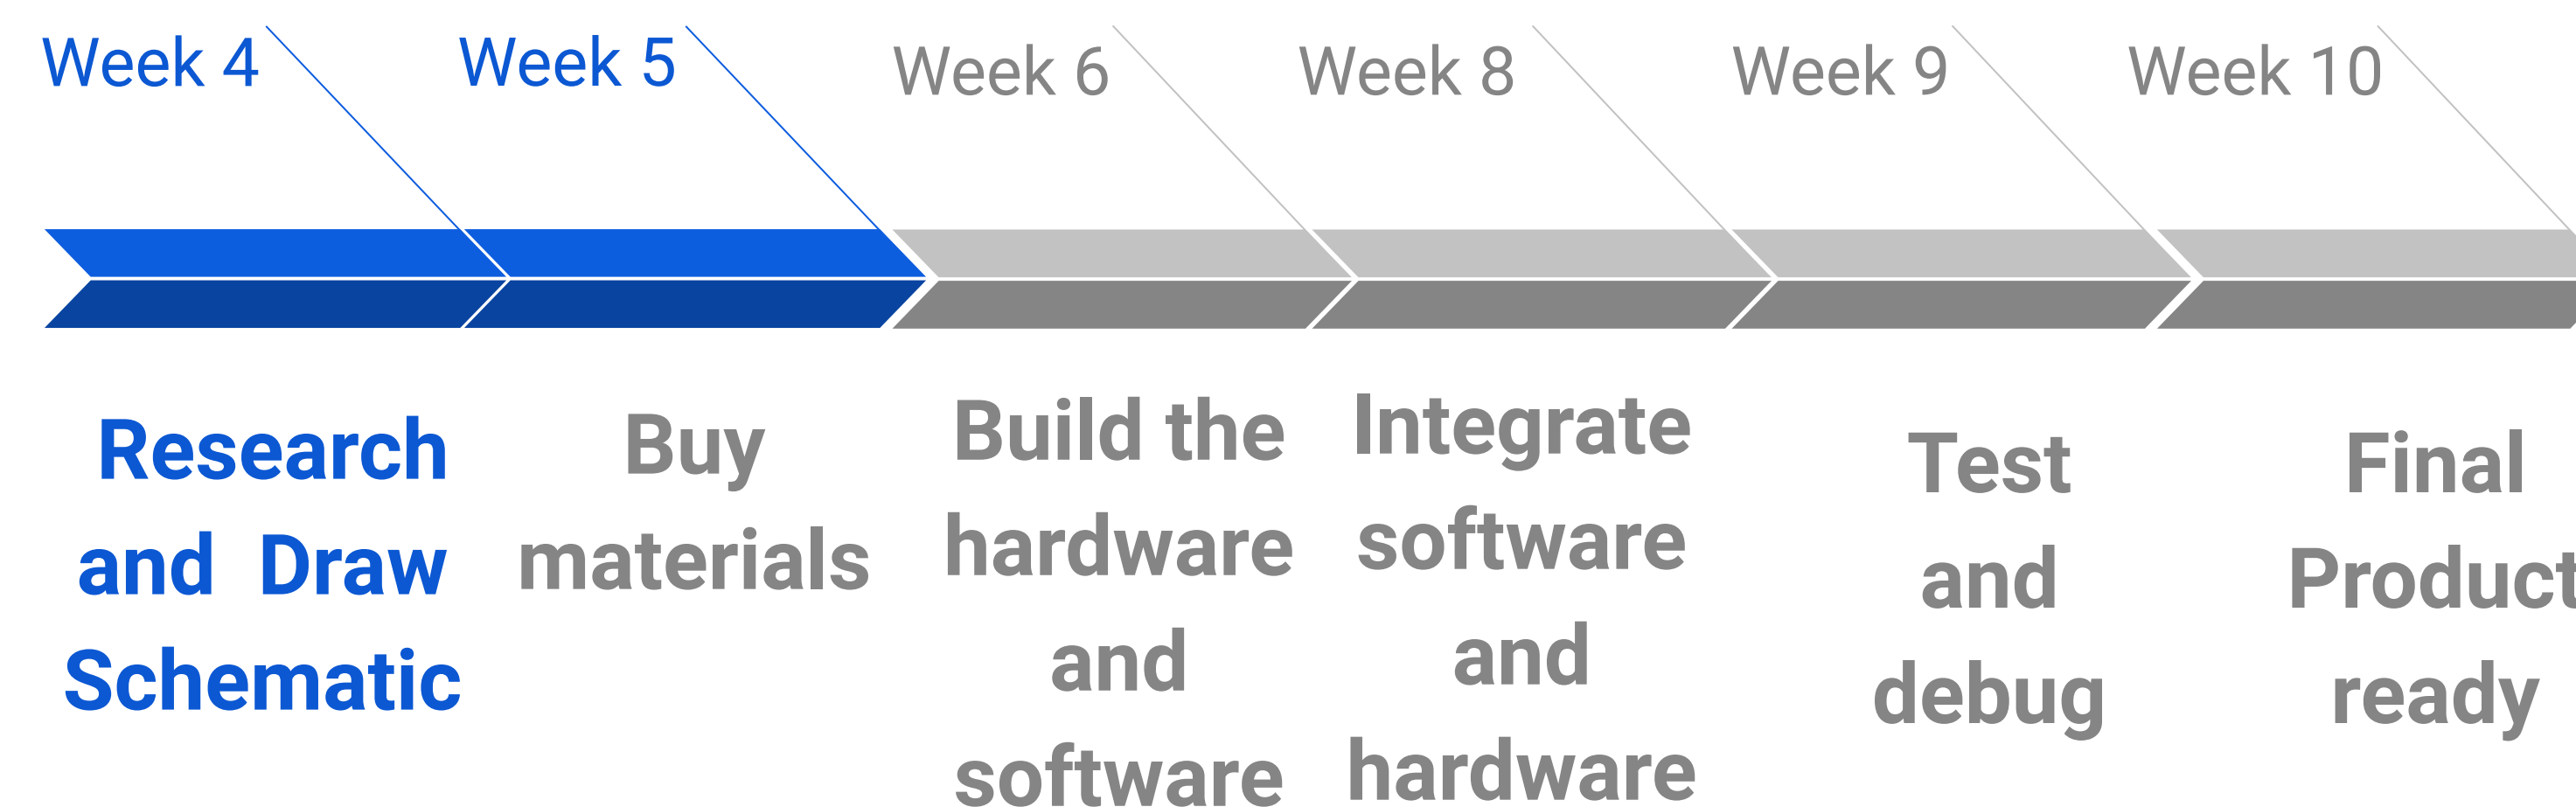 Week 4
Week 5
Week 6
Week 8
Week 9
Week 10
Research
and Draw
Schematic
Buy
materials
Build the
hardware
and
software
Integrate
software
and
hardware
Test
and
debug
Final
Product
ready